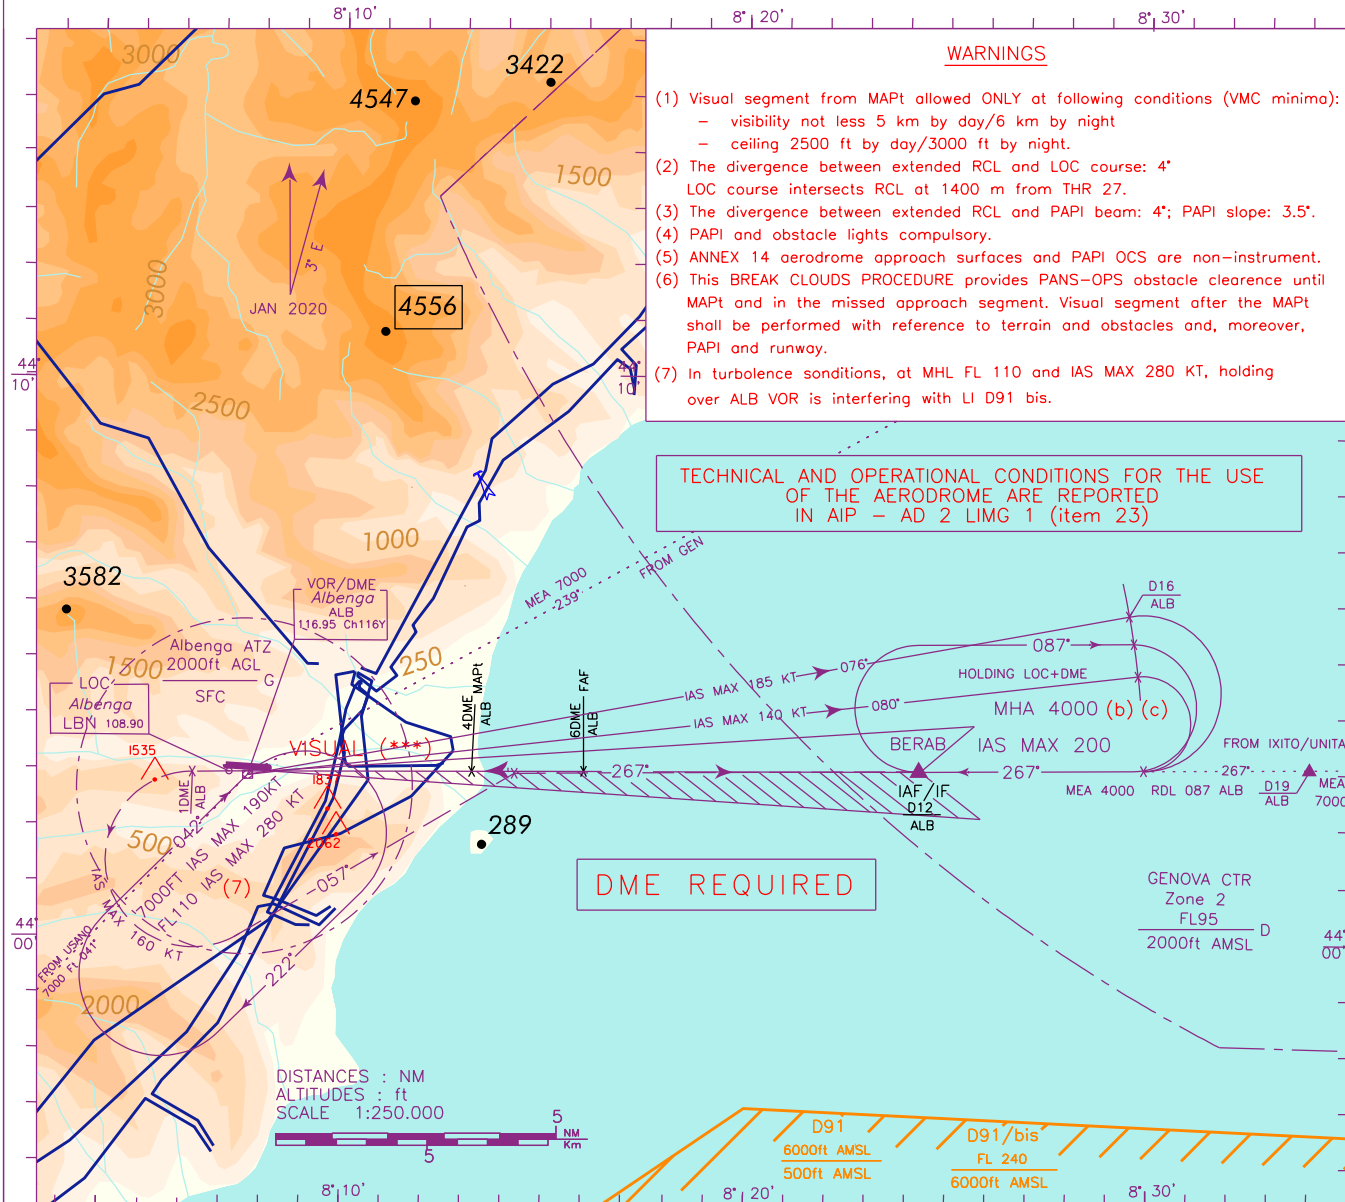 8°10'
8°20'
8°30'
3000
4547
3422
1500
3000
3° E
JAN 2020
4556
44°
10'
44°
10'
2500
WARNINGS
(1) Visual segment from MAPt allowed ONLY at following conditions (VMC minima):
– visibility not less 5 km by day/6 km by night
– ceiling 2500 ft by day/3000 ft by night.
(2) The divergence between extended RCL and LOC course: 4°
LOC course intersects RCL at 1400 m from THR 27.
(3) The divergence between extended RCL and PAPI beam: 4°; PAPI slope: 3.5°.
(4) PAPI and obstacle lights compulsory.
(5) ANNEX 14 aerodrome approach surfaces and PAPI OCS are non–instrument.
(6) This BREAK CLOUDS PROCEDURE provides PANS–OPS obstacle clearence until
MAPt and in the missed approach segment. Visual segment after the MAPt
shall be performed with reference to terrain and obstacles and, moreover,
PAPI and runway.
(7) In turbolence sonditions, at MHL FL 110 and IAS MAX 280 KT, holding
over ALB VOR is interfering with LI D91 bis.
TECHNICAL AND OPERATIONAL CONDITIONS FOR THE USE
OF THE AERODROME ARE REPORTED
IN AIP – AD 2 LIMG 1 (item 23)
1000
3582
MEA 7000
239°
FROM GEN
VOR/DME
Albenga
ALB
116.95 Ch116Y
D16
ALB
Albenga ATZ
2000ft AGL
SFC
G
1500
250
LOC
Albenga
LBN 108.90
4DME MAPt
ALB
6DME FAF
ALB
IAS MAX 185 KT
076°
087°
HOLDING LOC+DME
IAS MAX 140 KT
080°
MHA 4000 (b) (c)
IAS MAX 200
BERAB
FROM IXITO/UNITA
1535
VISUAL (***)
267°
267°
267°
MEA 4000 RDL 087 ALB
D19
ALB
MEA
7000
IAF/IF
D12
ALB
1DME
ALB
2062
500
042°
7000FT IAS MAX 190KT
FL110 IAS MAX 280 KT
(7)
057°
289
IAS MAX
160 KT
DME REQUIRED
GENOVA CTR
Zone 2
FL95
2000ft AMSL
D
44°
00'
44°
00'
FROM USANO
7000 Ft 041°
222°
2000
DISTANCES : NM
ALTITUDES : ft
SCALE 1:250.000
5
NM
Km
5
D91
6000ft AMSL
500ft AMSL
D91/bis
FL 240
6000ft AMSL
8°10'
8°20'
8°30'